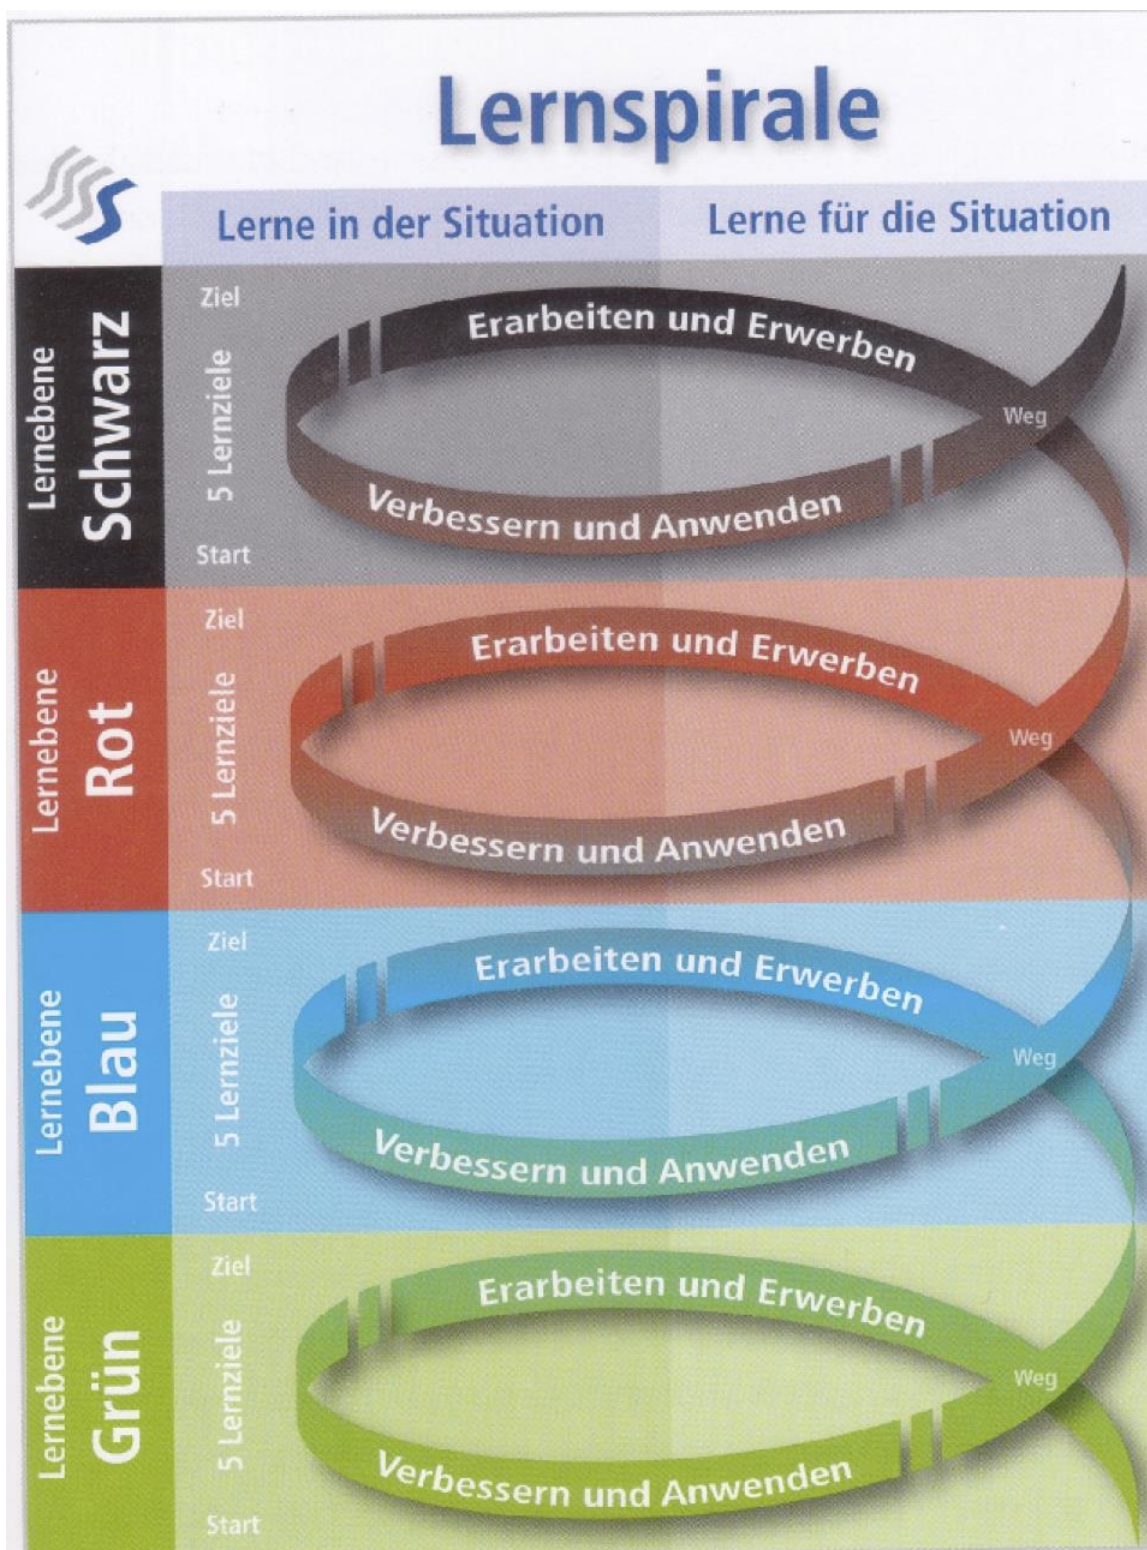 Lernspirale
Lerne in der Situation
Lerne für die Situation
Lernebene
Schwarz
Ziel
5 Lernziele
Start
Erarbeiten und Erwerben
Weg
Verbessern und Anwenden
Lernebene
Rot
Ziel
5 Lernziele
Start
Erarbeiten und Erwerben
Weg
Verbessern und Anwenden
Lernebene
Blau
Ziel
5 Lernziele
Start
Erarbeiten und Erwerben
Weg
Verbessern und Anwenden
Lernebene
Grün
Ziel
5 Lernziele
Start
Erarbeiten und Erwerben
Weg
Verbessern und Anwenden